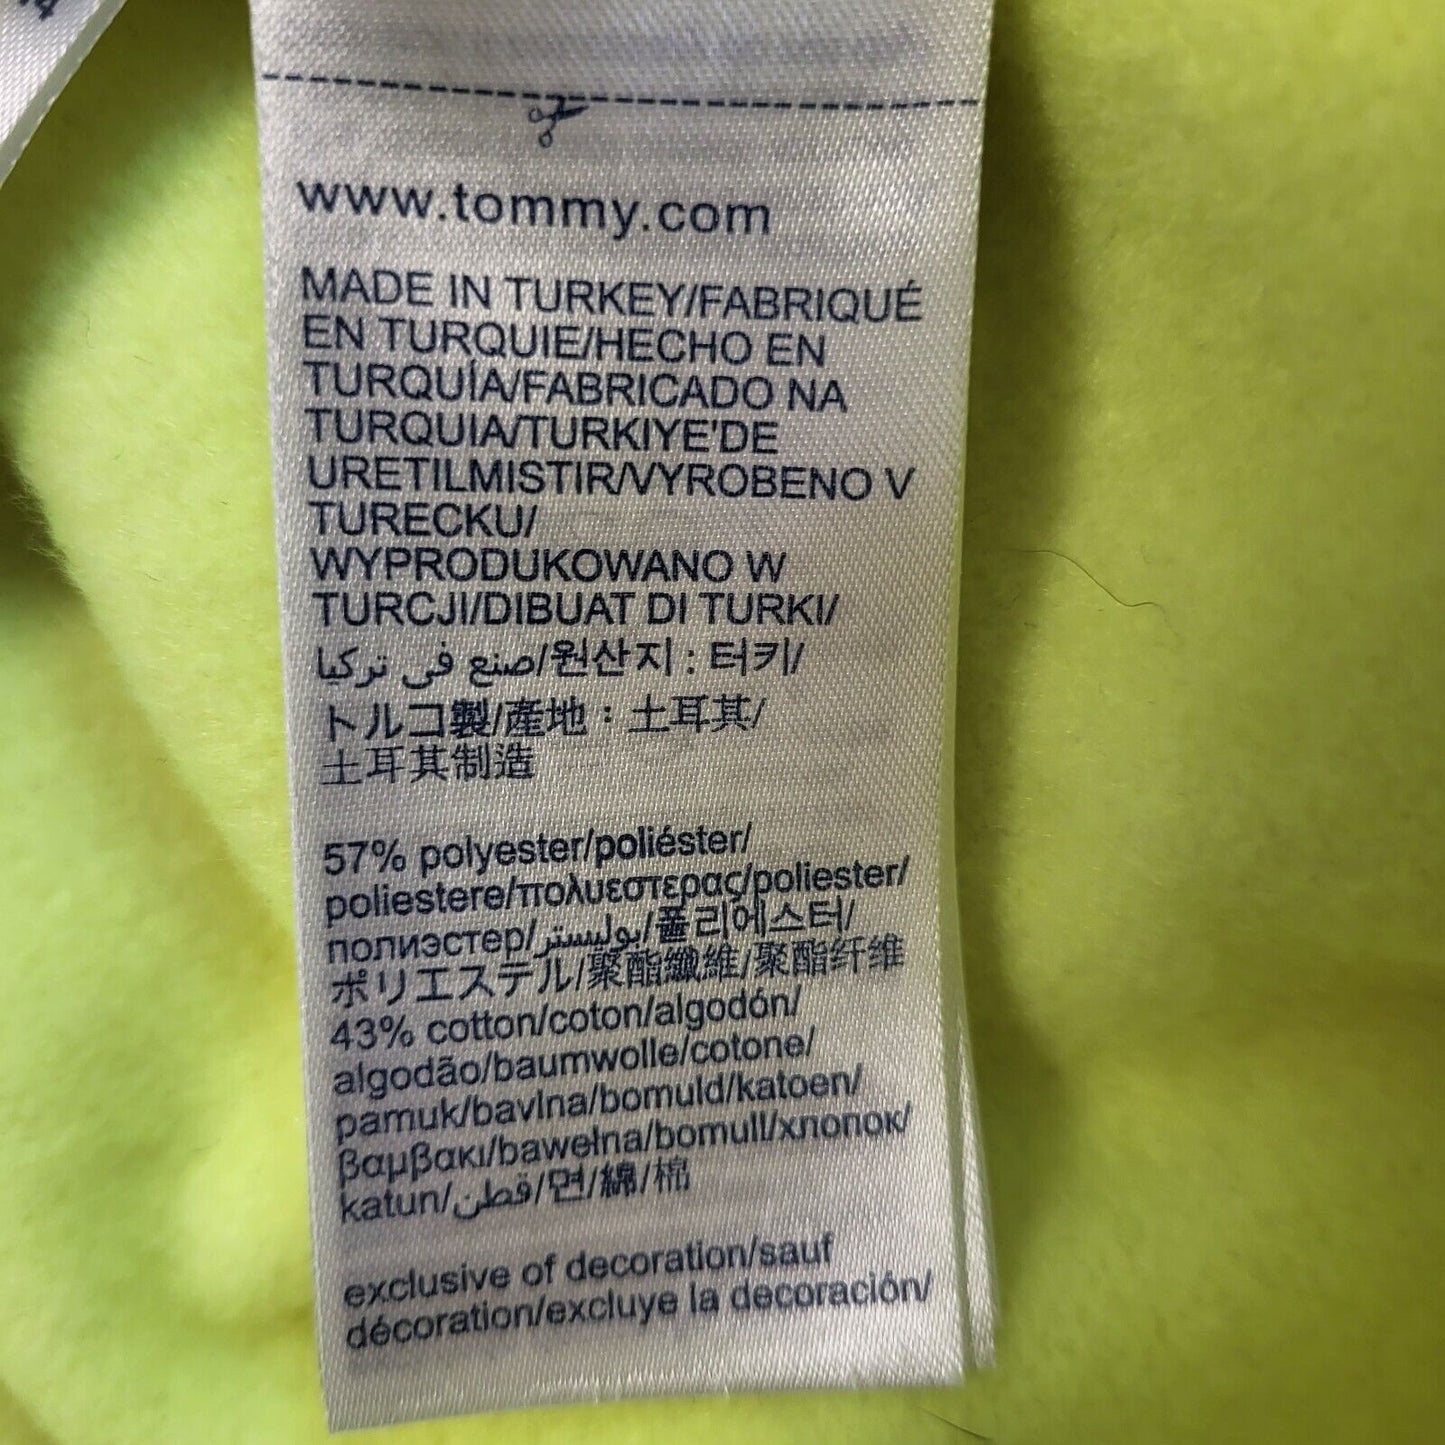 www.tommy.com
MADE IN TURKEY/FABRIQUÉ
EN TURQUIE/HECHO EN
TURQUÍA/FABRICADO NA
TURQUIA/TURKIYE'DE
URETILMISTIR/VYROBENO V
TURECKU/
WYPRODUKOWANO W
TURCJI/DIBUAT DI TURKI/
صنع في تركيا/원산지 : 터키/
トルコ製/產地：土耳其/
土耳其制造
57% polyester/poliéster/
poliestere/πολυεστερας/poliester/
полиэстер/بوليستر/폴리에스터/
ポリエステル/聚酯纖維/聚酯纤维
43% cotton/coton/algodón/
algodão/baumwolle/cotone/
pamuk/bavlna/bomuld/katoen/
βαμβακι/bawełna/bomull/хлопок/
katun/قطن/면/綿/棉
exclusive of decoration/sauf
décoration/excluye la decoración/